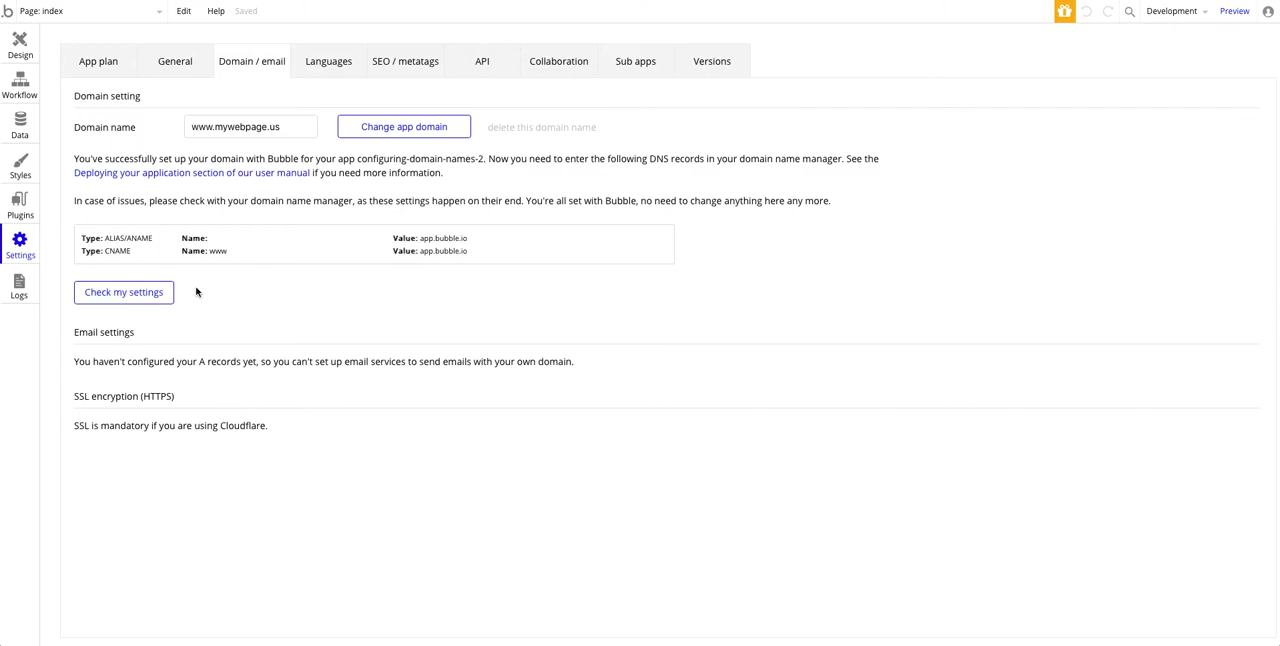 Page: index Edit Help Saved Development Preview
Design
Workflow
Data
Styles
Plugins
Settings
Logs
App plan General Domain / email Languages SEO / metatags API Collaboration Sub apps Versions
Domain setting
Domain name www.mywebpage.us Change app domain delete this domain name
You've successfully set up your domain with Bubble for your app configuring-domain-names-2. Now you need to enter the following DNS records in your domain name manager. See the
Deploying your application section of our user manual if you need more information.
In case of issues, please check with your domain name manager, as these settings happen on their end. You're all set with Bubble, no need to change anything here any more.
Type: ALIAS/ANAME Name: Value: app.bubble.io
Type: CNAME Name: www Value: app.bubble.io
Check my settings
Email settings
You haven't configured your A records yet, so you can't set up email services to send emails with your own domain.
SSL encryption (HTTPS)
SSL is mandatory if you are using Cloudflare.